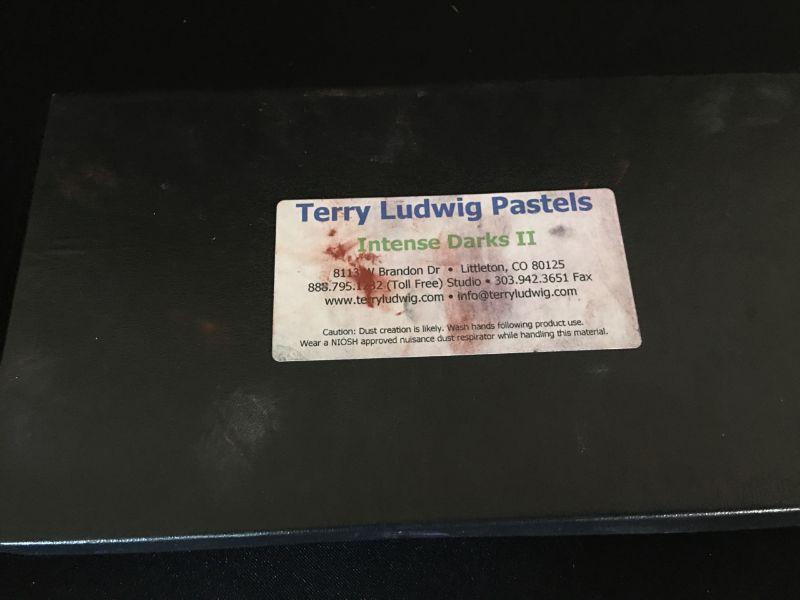 Terry Ludwig Pastels
Intense Darks II
8113 W Brandon Dr • Littleton, CO 80125
(Toll Free) Studio • 303.942.3651 Fax
www.terryludwig.com • info@terryludwig.com
Caution: Dust creation is likely. Wash hands following product use.
Wear a NIOSH approved nuisance dust respirator while handling this material.